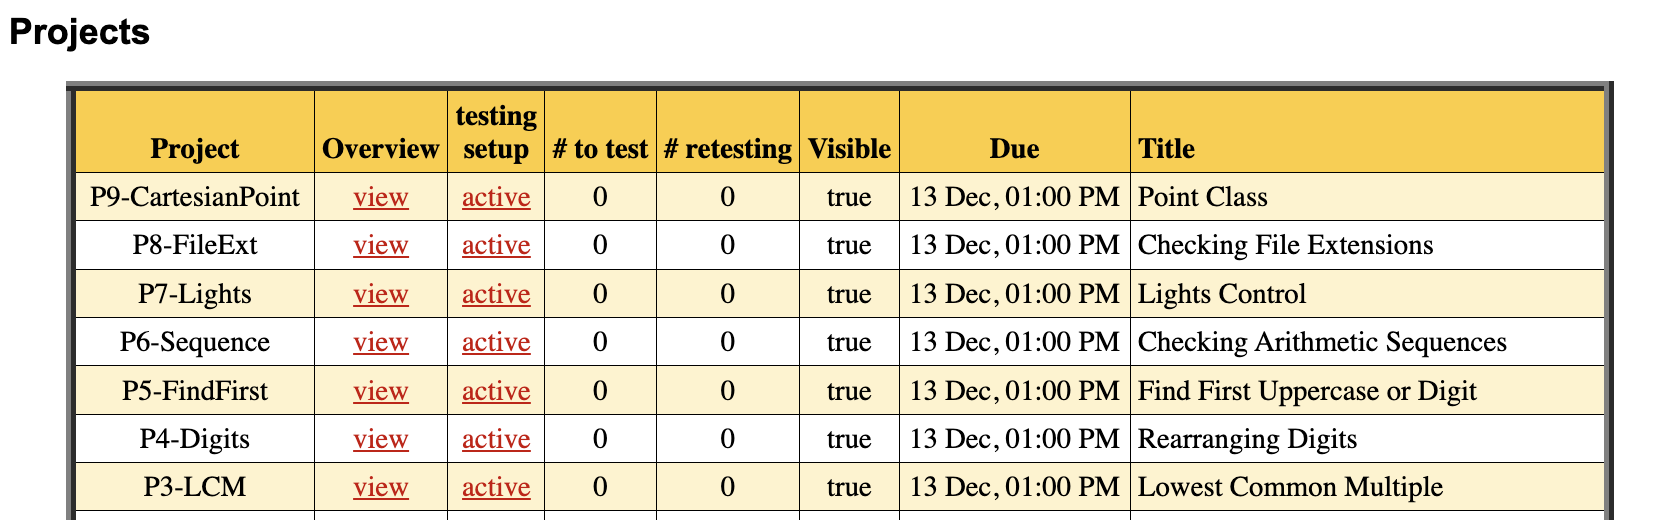 Projects
Project Overview testing setup # to test # retesting Visible Due Title
P9-CartesianPoint view active 0 0 true 13 Dec, 01:00 PM Point Class
P8-FileExt view active 0 0 true 13 Dec, 01:00 PM Checking File Extensions
P7-Lights view active 0 0 true 13 Dec, 01:00 PM Lights Control
P6-Sequence view active 0 0 true 13 Dec, 01:00 PM Checking Arithmetic Sequences
P5-FindFirst view active 0 0 true 13 Dec, 01:00 PM Find First Uppercase or Digit
P4-Digits view active 0 0 true 13 Dec, 01:00 PM Rearranging Digits
P3-LCM view active 0 0 true 13 Dec, 01:00 PM Lowest Common Multiple